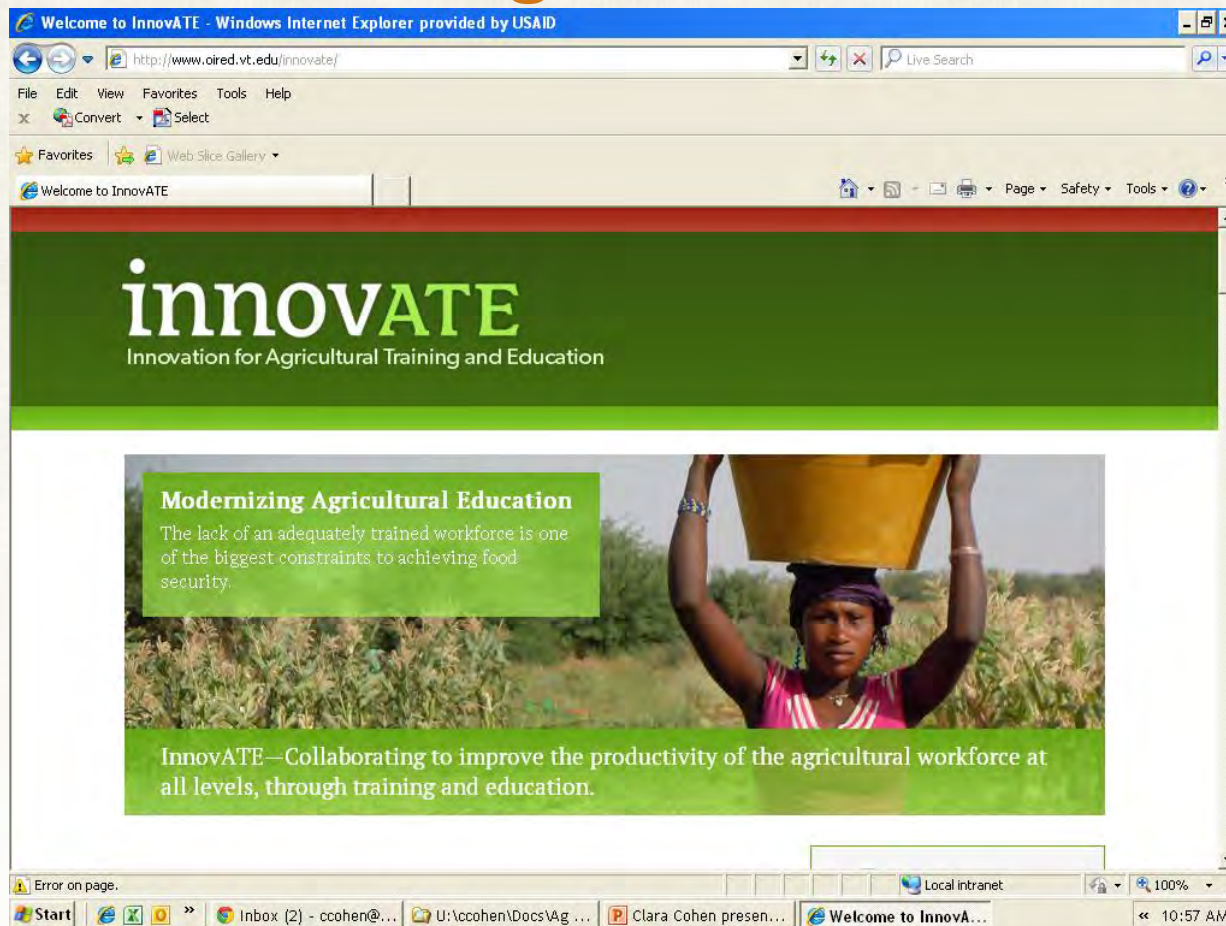 Welcome to InnovATE - Windows Internet Explorer provided by USAID
http://www.oired.vt.edu/innovate/
Live Search
File Edit View Favorites Tools Help
x Convert Select
Favorites Web Slice Gallery
Welcome to InnovATE
Page Safety Tools
innovATE
Innovation for Agricultural Training and Education
Modernizing Agricultural Education
The lack of an adequately trained workforce is one
of the biggest constraints to achieving food
security.
InnovATE—Collaborating to improve the productivity of the agricultural workforce at
all levels, through training and education.
Error on page.
Local intranet
100%
Start
Inbox (2) - ccohen@...
U:\ccohen\Docs\Ag ...
Clara Cohen presen...
Welcome to InnovA...
10:57 AM